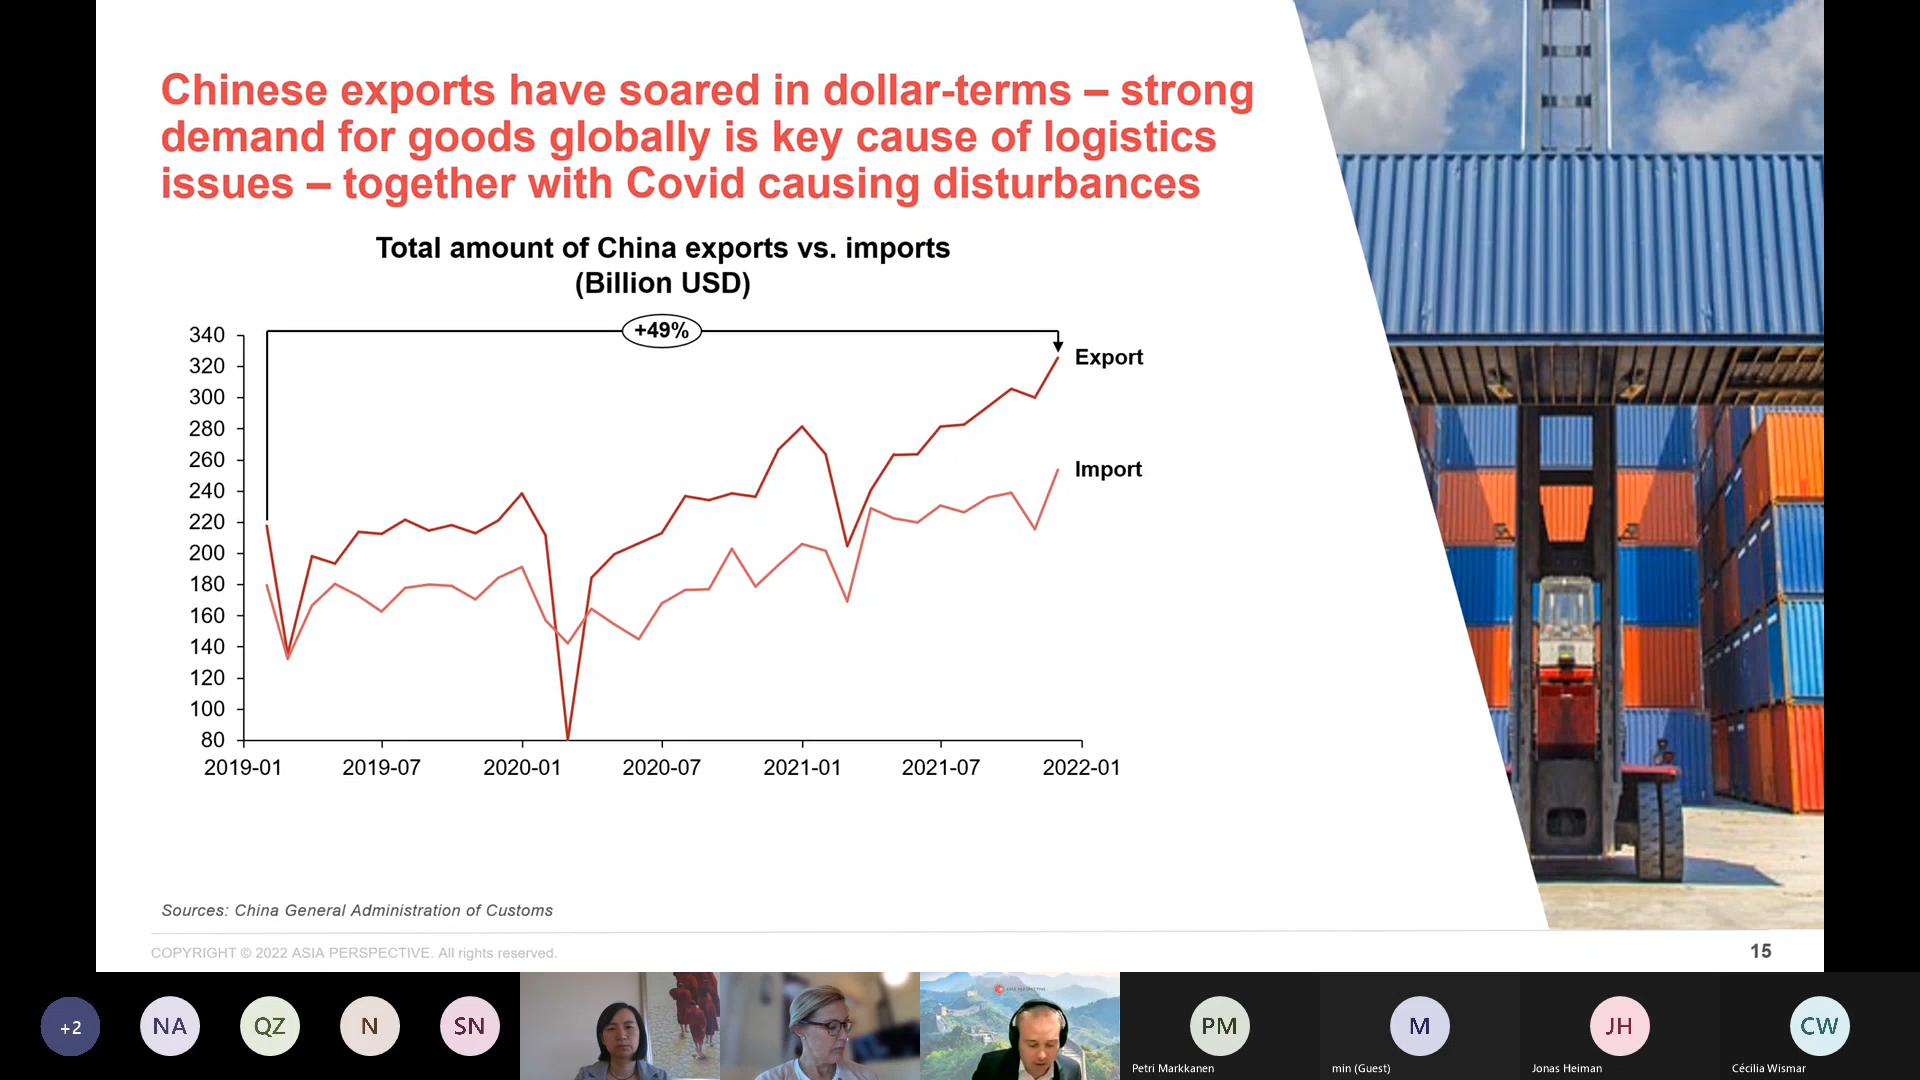 Chinese exports have soared in dollar-terms – strong
demand for goods globally is key cause of logistics
issues – together with Covid causing disturbances
Total amount of China exports vs. imports
(Billion USD)
+49%
340
320
300
280
260
240
220
200
180
160
140
120
100
80
Export
Import
2019-01
2019-07
2020-01
2020-07
2021-01
2021-07
2022-01
Sources: China General Administration of Customs
COPYRIGHT © 2022 ASIA PERSPECTIVE. All rights reserved.
15
+2
NA
QZ
N
SN
ASIA PERSPECTIVE
PM
Petri Markkanen
M
min (Guest)
JH
Jonas Heiman
CW
Cécilia Wismar